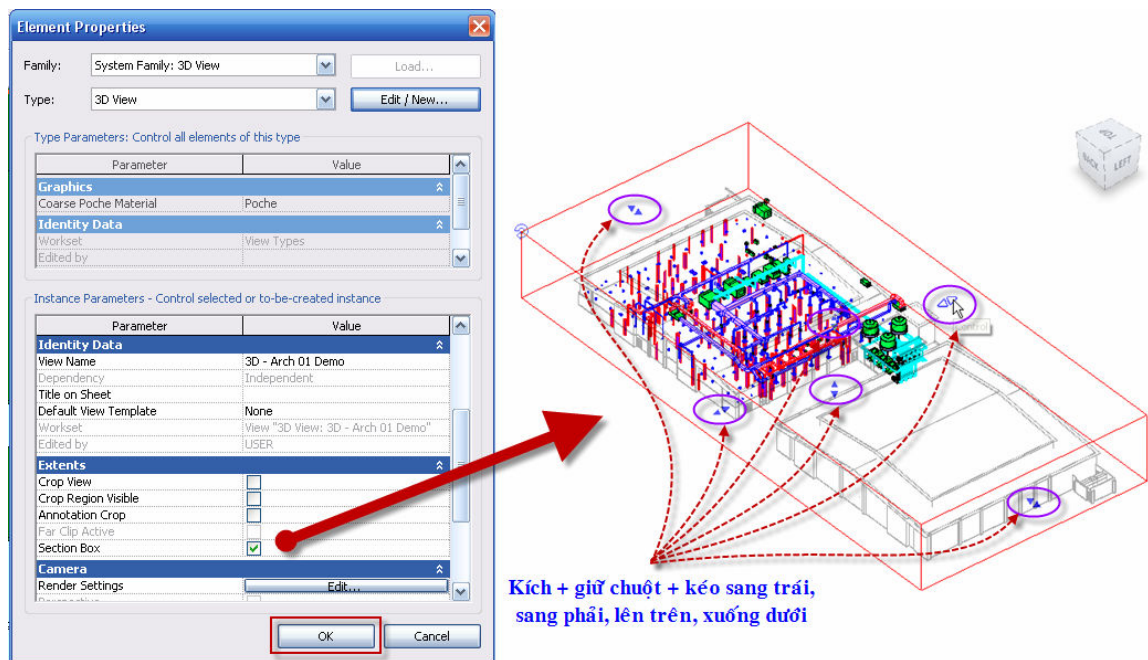 Element Properties
Family: System Family: 3D View Load...
Type: 3D View Edit / New...
Type Parameters: Control all elements of this type
Parameter Value
Graphics
Coarse Poche Material Poche
Identity Data
Workset View Types
Edited by
Instance Parameters - Control selected or to-be-created instance
Parameter Value
Identity Data
View Name 3D - Arch 01 Demo
Dependency Independent
Title on Sheet
Default View Template None
Workset View "3D View: 3D - Arch 01 Demo"
Edited by USER
Extents
Crop View
Crop Region Visible
Annotation Crop
Far Clip Active
Section Box
Camera
Render Settings Edit...
OK Cancel
TOP
BACK LEFT
Kích + giữ chuột + kéo sang trái,
sang phải, lên trên, xuống dưới